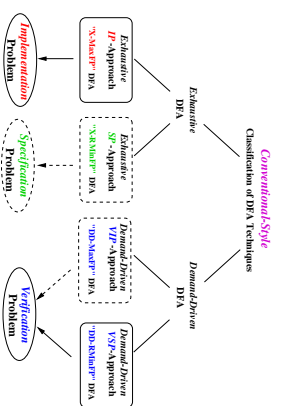 Conventional-Style
Classification of DFA Techniques
Exhaustive
DFA
Demand-Driven
DFA
Exhaustive
IP-Approach
"X-MaxFP" DFA
Exhaustive
SP-Approach
"X-RMinFP" DFA
Demand-Driven
VIP-Approach
"DD-MaxFP" DFA
Demand-Driven
VSP-Approach
"DD-RMinFP" DFA
Implementation
Problem
Specification
Problem
Verification
Problem